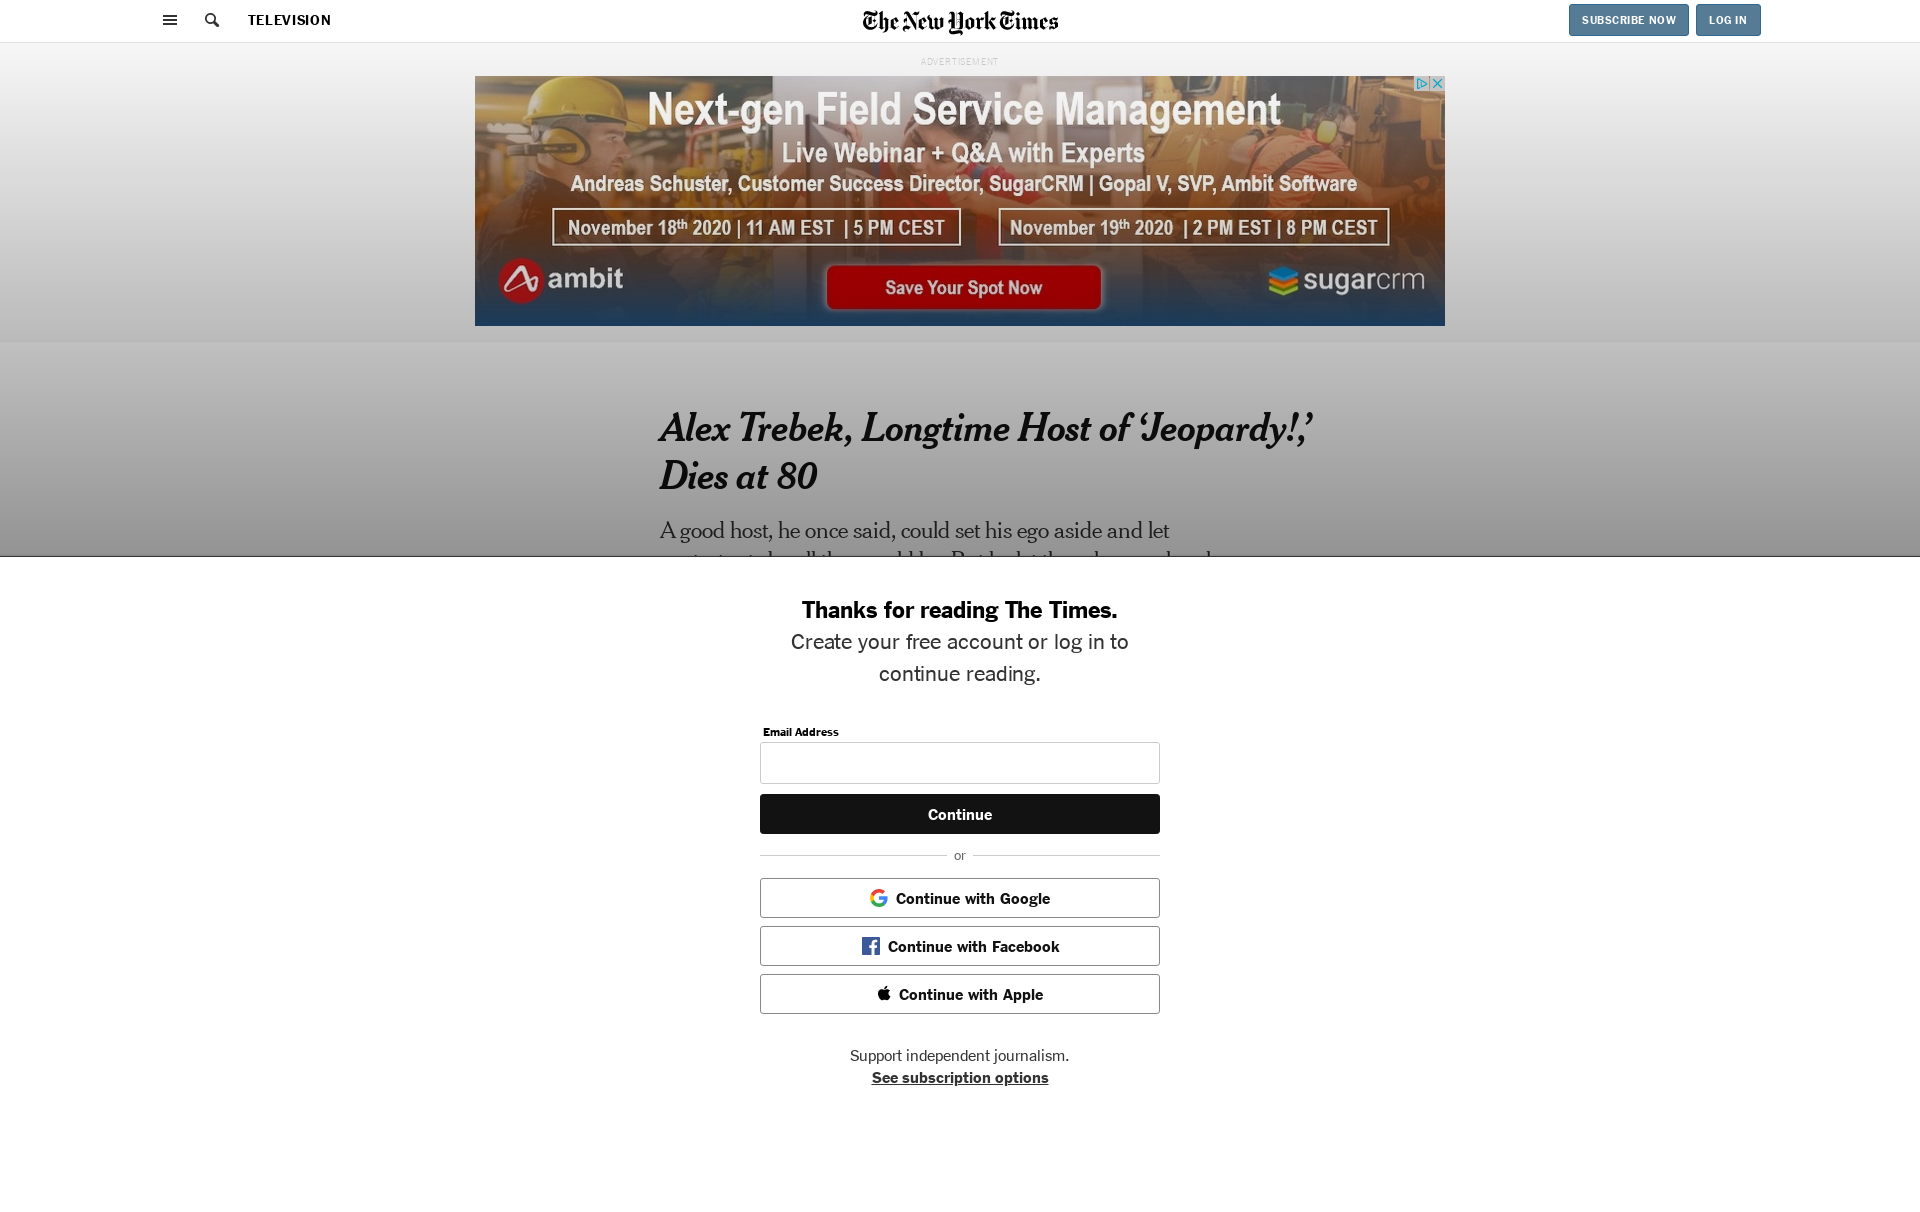 TELEVISION
The New York Times
SUBSCRIBE NOW
LOG IN
ADVERTISEMENT
Next-gen Field Service Management
Live Webinar + Q&A with Experts
Andreas Schuster, Customer Success Director, SugarCRM | Gopal V, SVP, Ambit Software
November 18th 2020 | 11 AM EST | 5 PM CEST
November 19th 2020 | 2 PM EST | 8 PM CEST
ambit
Save Your Spot Now
sugarcrm
Alex Trebek, Longtime Host of ‘Jeopardy!,’
Dies at 80
A good host, he once said, could set his ego aside and let
Thanks for reading The Times.
Create your free account or log in to
continue reading.
Email Address
Continue
or
Continue with Google
Continue with Facebook
Continue with Apple
Support independent journalism.
See subscription options